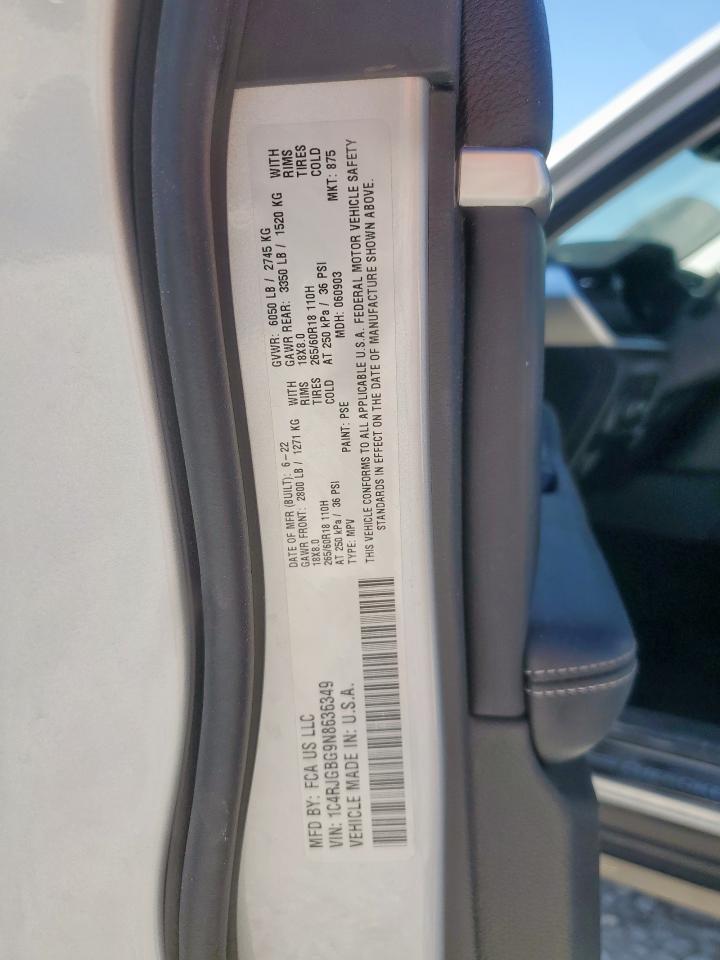 MFD BY: FCA US LLC
DATE OF MFR (BUILT): 6-22
GVWR: 6050 LB / 2745 KG
GAWR FRONT: 2800 LB / 1271 KG WITH
18X8.0 RIMS
265/60R18 110H TIRES
AT 250 kPa / 36 PSI COLD
GAWR REAR: 3350 LB / 1520 KG WITH
18X8.0 RIMS
265/60R18 110H TIRES
AT 250 kPa / 36 PSI COLD
VIN: 1C4RJGBG9N8636349
TYPE: MPV
PAINT: PSE
MDH: 060903
MKT: 875
VEHICLE MADE IN: U.S.A.
THIS VEHICLE CONFORMS TO ALL APPLICABLE U.S.A. FEDERAL MOTOR VEHICLE SAFETY
STANDARDS IN EFFECT ON THE DATE OF MANUFACTURE SHOWN ABOVE.